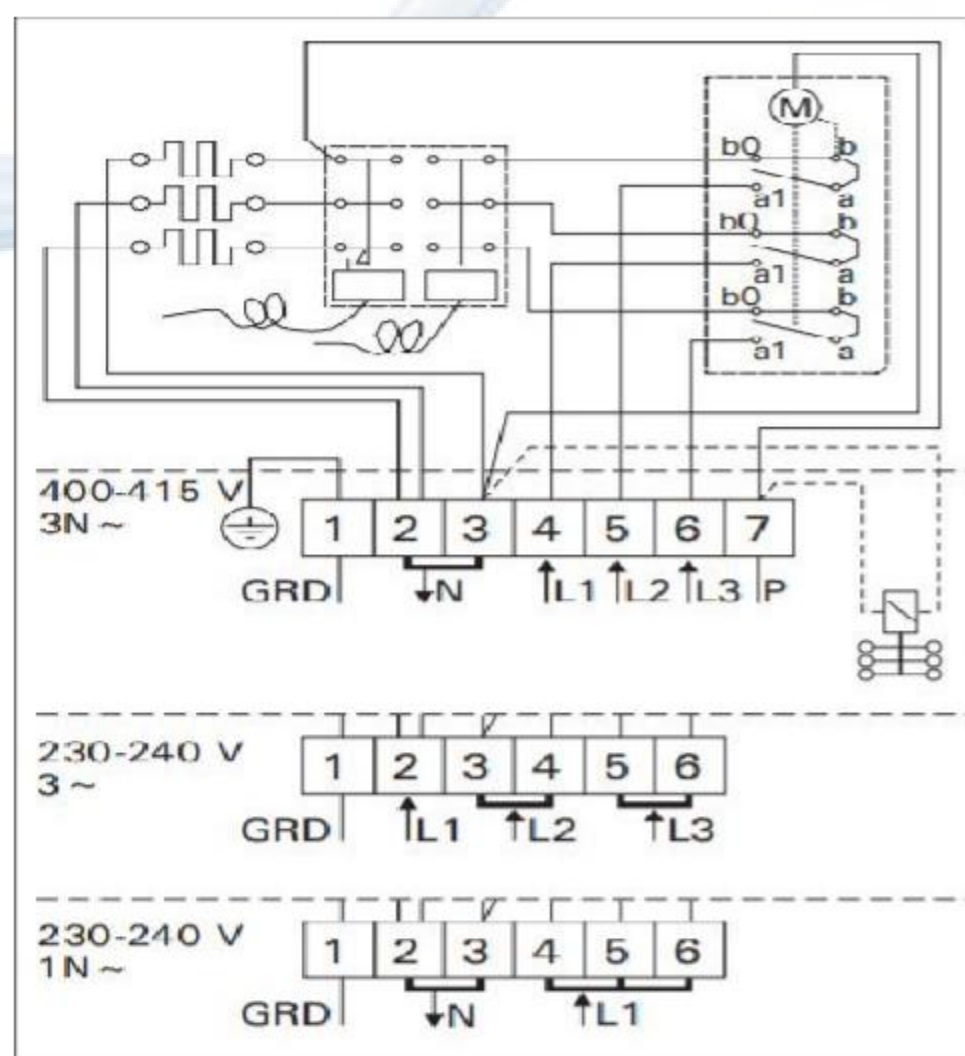 M
b0 b
a1 a
b0 b
a1 a
b0 b
a1 a
400-415 V
3N ~
1 2 3 4 5 6 7
GRD N L1 L2 L3 P
230-240 V
3 ~
1 2 3 4 5 6
GRD L1 L2 L3
230-240 V
1N ~
1 2 3 4 5 6
GRD N L1